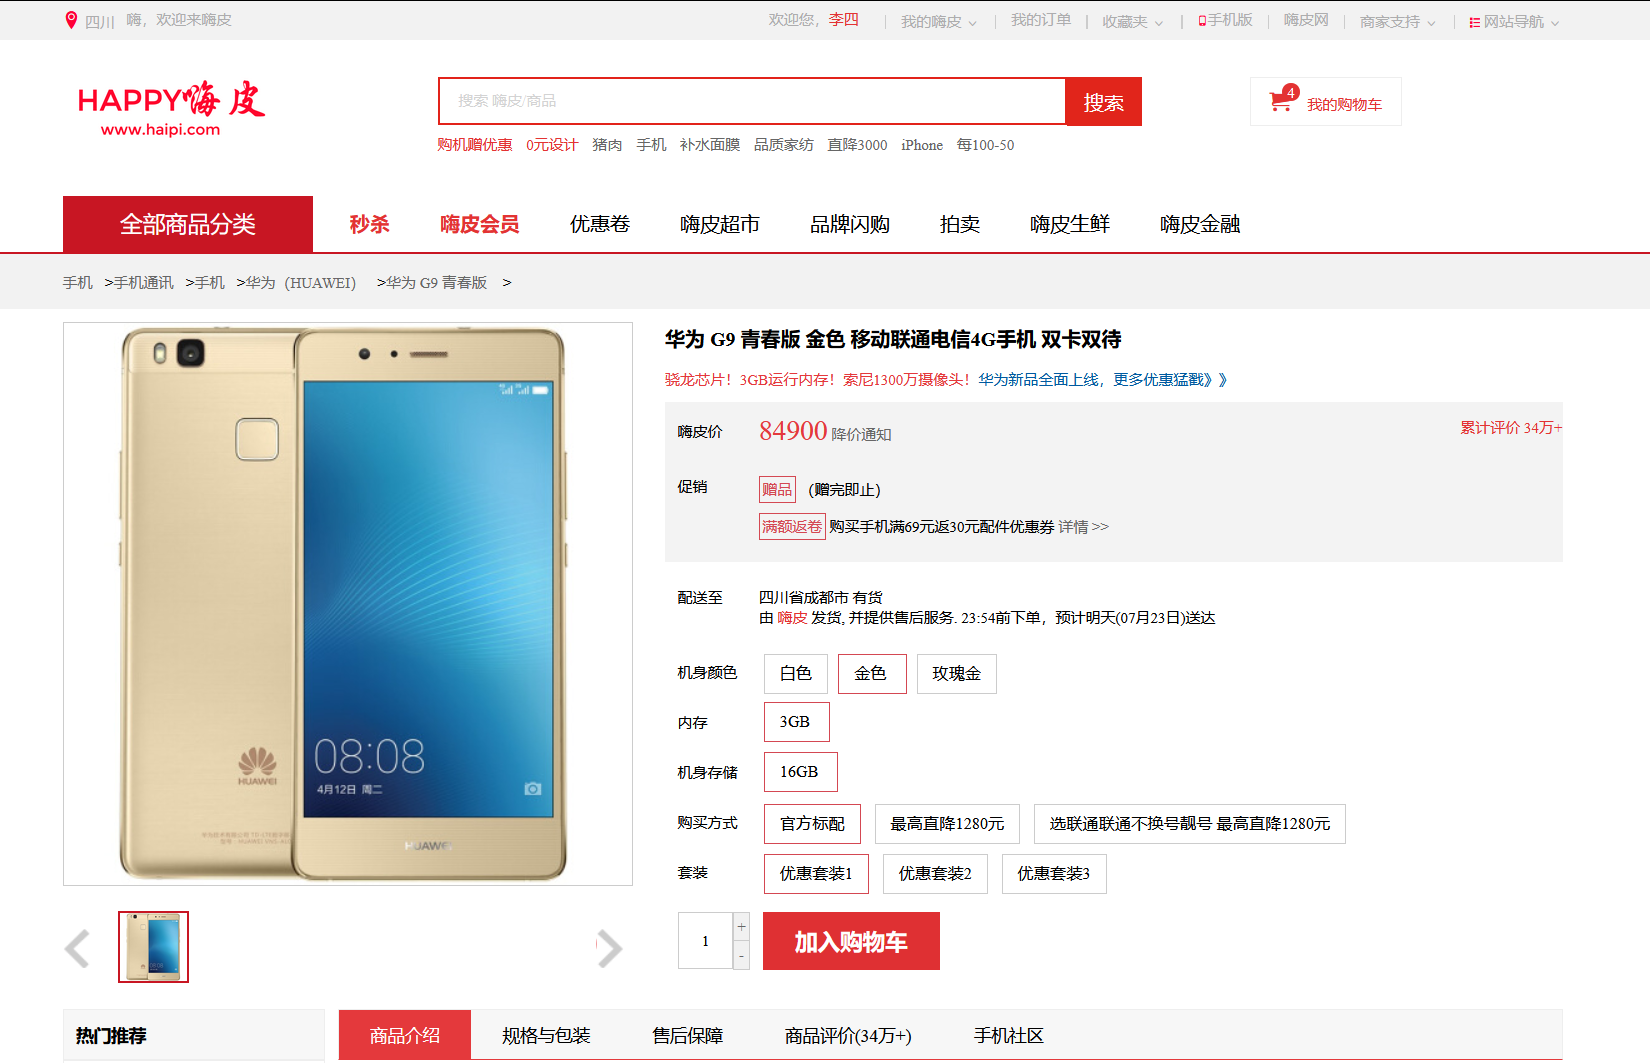 四川 嗨，欢迎来嗨皮 欢迎您，李四 我的嗨皮 我的订单 收藏夹 手机版 嗨皮网 商家支持 网站导航
HAPPY嗨皮
www.haipi.com
搜索 嗨皮/商品 搜索
4 我的购物车
购机赠优惠 0元设计 猪肉 手机 补水面膜 品质家纺 直降3000 iPhone 每100-50
全部商品分类 秒杀 嗨皮会员 优惠卷 嗨皮超市 品牌闪购 拍卖 嗨皮生鲜 嗨皮金融
手机 >手机通讯 >手机 >华为（HUAWEI） >华为 G9 青春版 >
华为 G9 青春版 金色 移动联通电信4G手机 双卡双待
骁龙芯片！3GB运行内存！索尼1300万摄像头！华为新品全面上线，更多优惠猛戳》》
嗨皮价 84900 降价通知 累计评价 34万+
促销 赠品 (赠完即止)
满额返卷 购买手机满69元返30元配件优惠券 详情 >>
配送至 四川省成都市 有货
由 嗨皮 发货, 并提供售后服务. 23:54前下单，预计明天(07月23日)送达
机身颜色 白色 金色 玫瑰金
内存 3GB
机身存储 16GB
购买方式 官方标配 最高直降1280元 选联通联通不换号靓号 最高直降1280元
套装 优惠套装1 优惠套装2 优惠套装3
1 + - 加入购物车
08:08
4月12日 周二
HUAWEI
HUAWEI
热门推荐 商品介绍 规格与包装 售后保障 商品评价(34万+) 手机社区